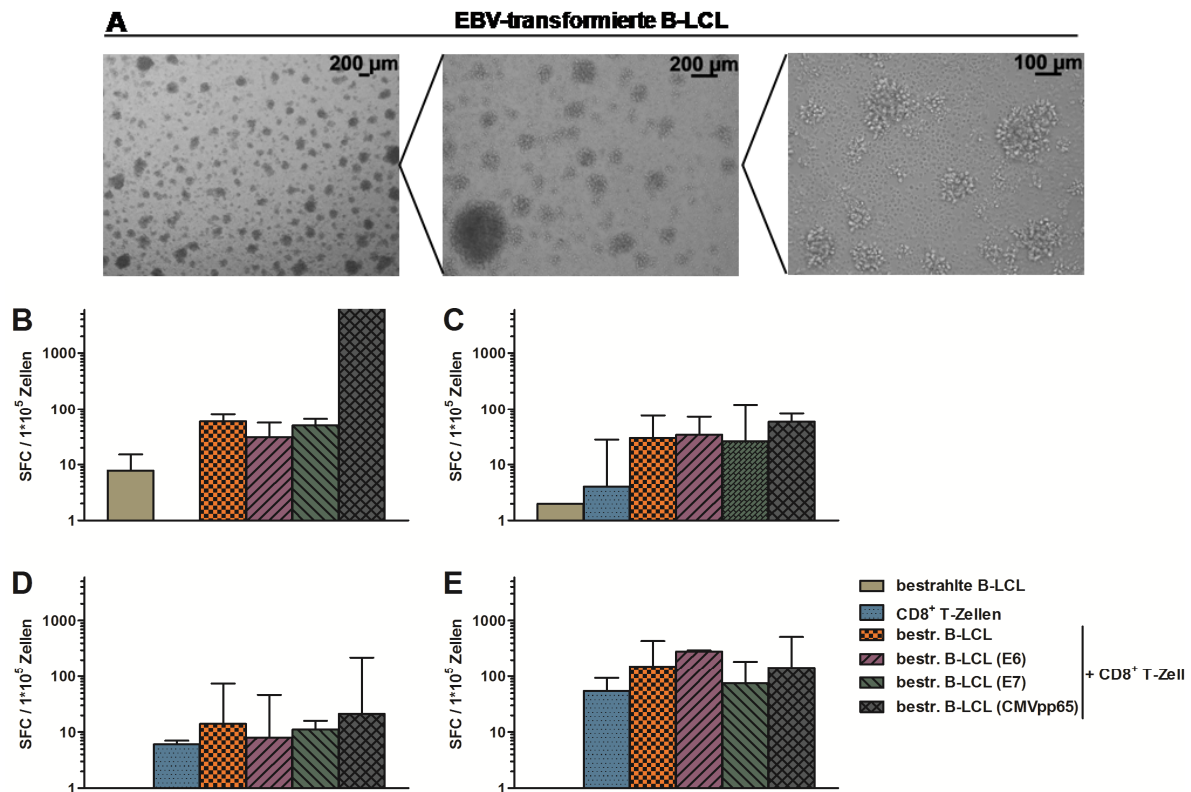 A EBV-transformierte B-LCL
200 µm 200 µm 100 µm
B C
SFC / 1*10⁵ Zellen
1000
100
10
1
SFC / 1*10⁵ Zellen
1000
100
10
1
D E
SFC / 1*10⁵ Zellen
1000
100
10
1
SFC / 1*10⁵ Zellen
1000
100
10
1
bestrahlte B-LCL
CD8⁺ T-Zellen
bestr. B-LCL
bestr. B-LCL (E6)
bestr. B-LCL (E7)
bestr. B-LCL (CMVpp65)
+ CD8⁺ T-Zell